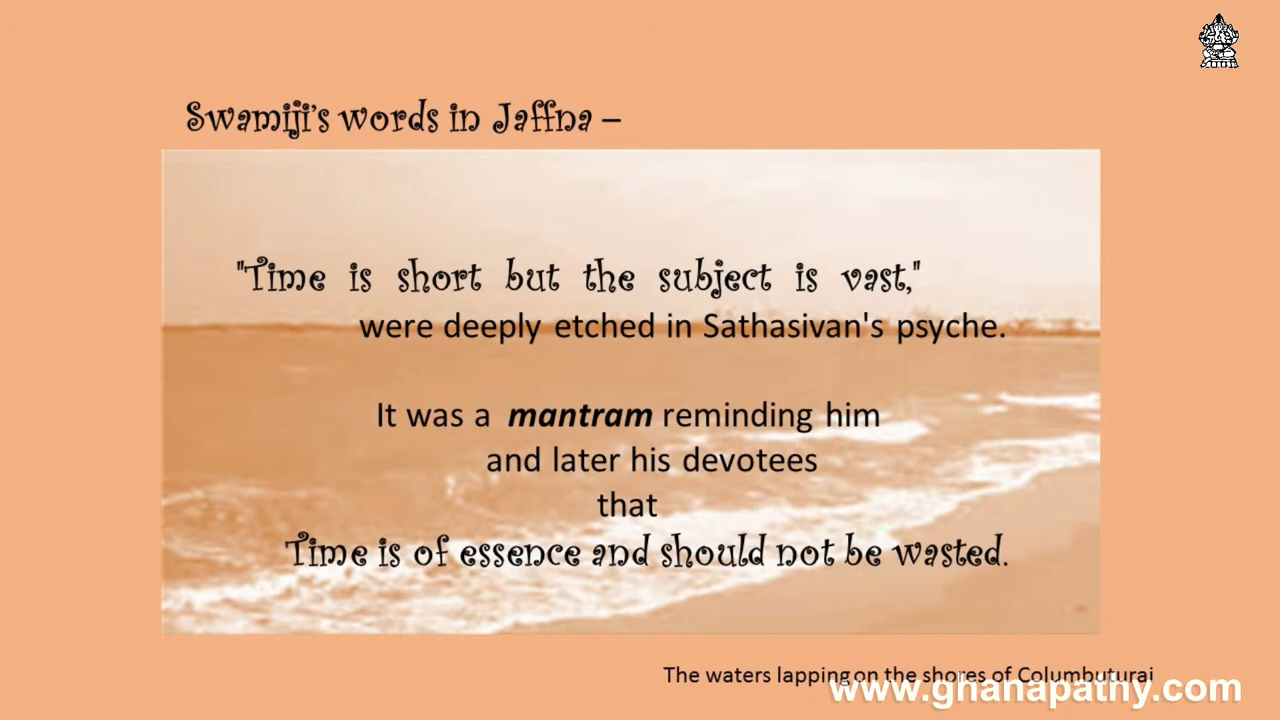 Swamiji's words in Jaffna –
"Time is short but the subject is vast,"
were deeply etched in Sathasivan's psyche.
It was a mantram reminding him
and later his devotees
that
Time is of essence and should not be wasted.
The waters lapping on the shores of Columbuturai
www.gnanapathy.com